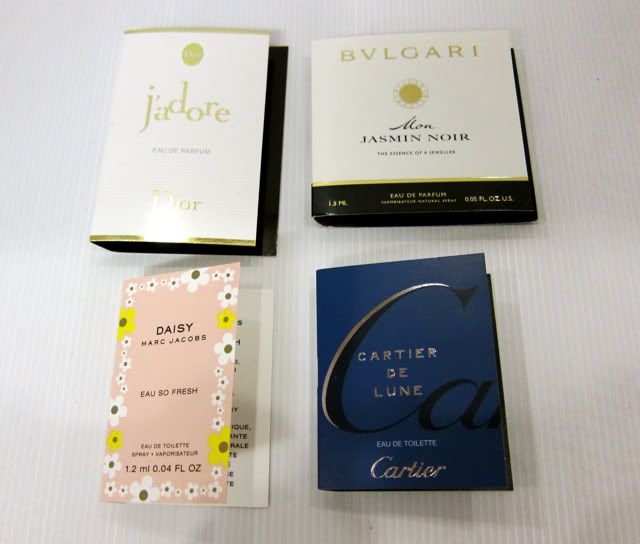 Dior
j'adore
EAU DE PARFUM
Dior
BVLGARI
Mon
JASMIN NOIR
THE ESSENCE OF A JEWELLER
EAU DE PARFUM
1.5 ML VAPORISATEUR NATURAL SPRAY 0.05 FL.OZ.U.S.
DAISY
MARC JACOBS
EAU SO FRESH
EAU DE TOILETTE
SPRAY • VAPORISATEUR
1.2 ml 0.04 FL OZ
CARTIER
DE
LUNE
Ca
EAU DE TOILETTE
Cartier